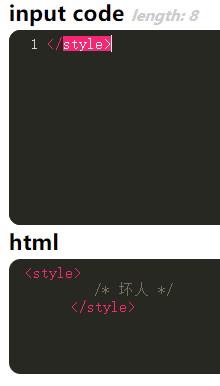 input code length: 8
1 </style>
html
<style>
/* 坏人 */
</style>